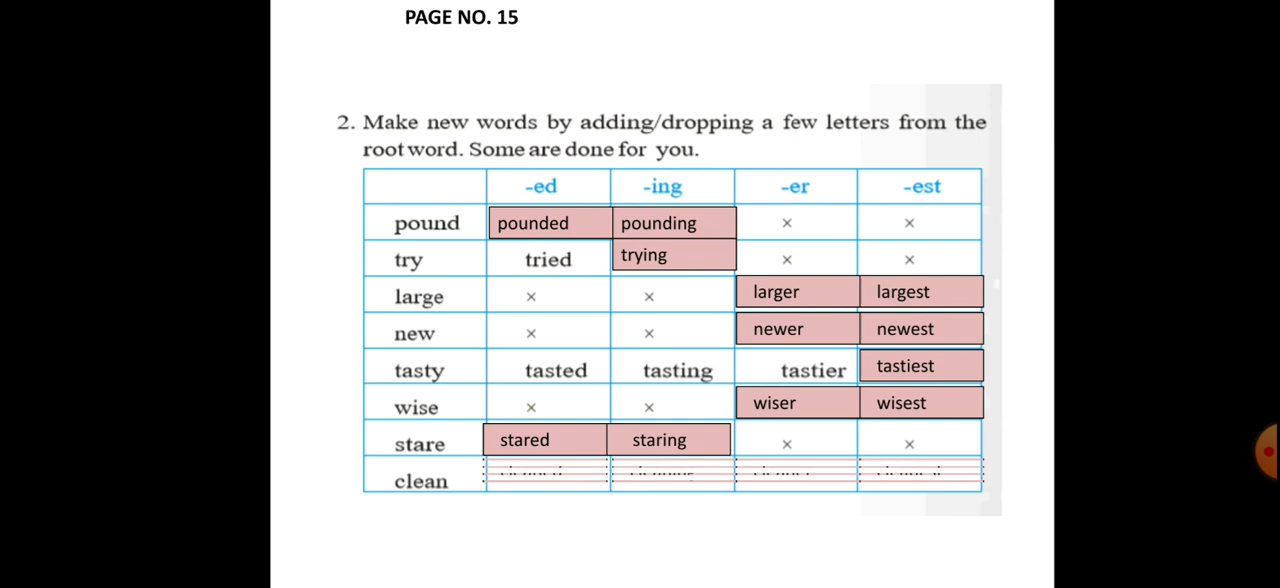 PAGE NO. 15
2. Make new words by adding/dropping a few letters from the
root word. Some are done for you.
-ed -ing -er -est
pound pounded pounding × ×
try tried trying × ×
large × × larger largest
new × × newer newest
tasty tasted tasting tastier tastiest
wise × × wiser wisest
stare stared staring × ×
clean